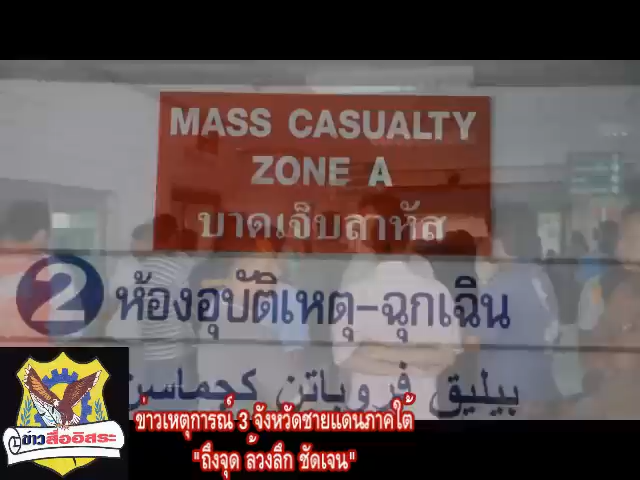 MASS CASUALTY
ZONE A
บาดเจ็บสาหัส
2 ห้องอุบัติเหตุ-ฉุกเฉิน
بيليق فروباتن کچماسن
ข่าวสื่ออิสระ
ข่าวเหตุการณ์ 3 จังหวัดชายแดนภาคใต้
"ถึงจุด ล้วงลึก ชัดเจน"